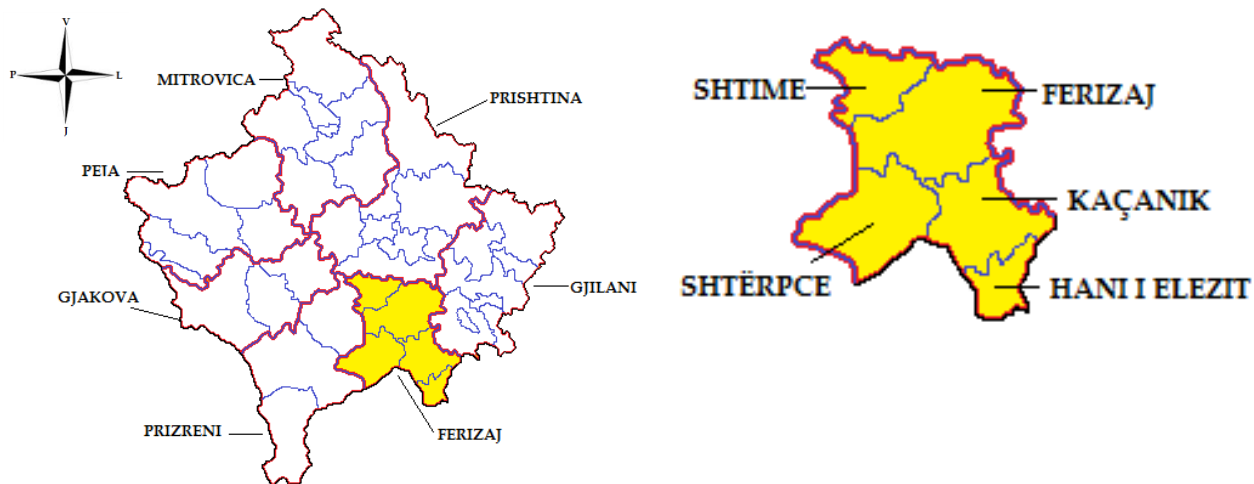 V
P
L
J
MITROVICA
PRISHTINA
PEJA
GJAKOVA
GJILANI
PRIZRENI
FERIZAJ
SHTIME
FERIZAJ
KAÇANIK
SHTËRPCE
HANI I ELEZIT